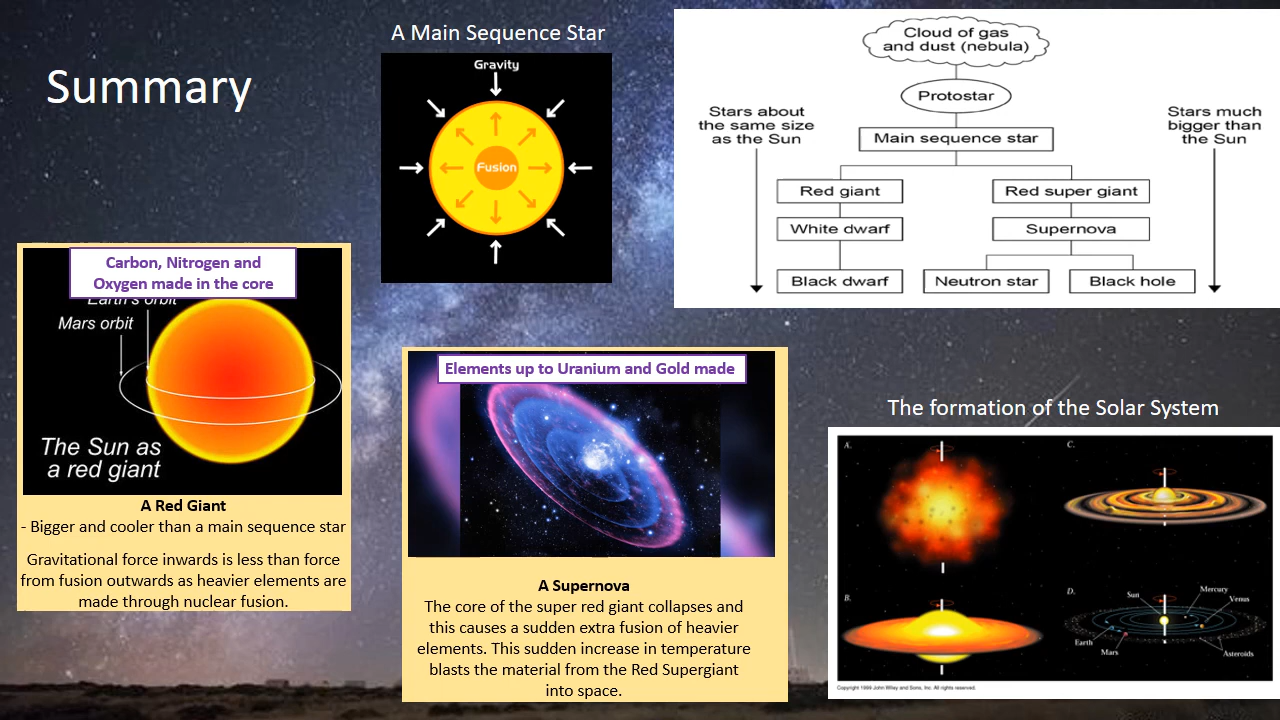 Summary
A Main Sequence Star
Gravity
Fusion
Cloud of gas
and dust (nebula)
Protostar
Stars about
the same size
as the Sun
Stars much
bigger than
the Sun
Main sequence star
Red giant
Red super giant
White dwarf
Supernova
Black dwarf
Neutron star
Black hole
Carbon, Nitrogen and
Oxygen made in the core
Earth's orbit
Mars orbit
The Sun as
a red giant
A Red Giant
- Bigger and cooler than a main sequence star
Gravitational force inwards is less than force
from fusion outwards as heavier elements are
made through nuclear fusion.
Elements up to Uranium and Gold made
A Supernova
The core of the super red giant collapses and
this causes a sudden extra fusion of heavier
elements. This sudden increase in temperature
blasts the material from the Red Supergiant
into space.
The formation of the Solar System
A.
C.
B.
D.
Sun
Mercury
Venus
Earth
Mars
Asteroids
Copyright 1999 John Wiley and Sons, Inc. All rights reserved.